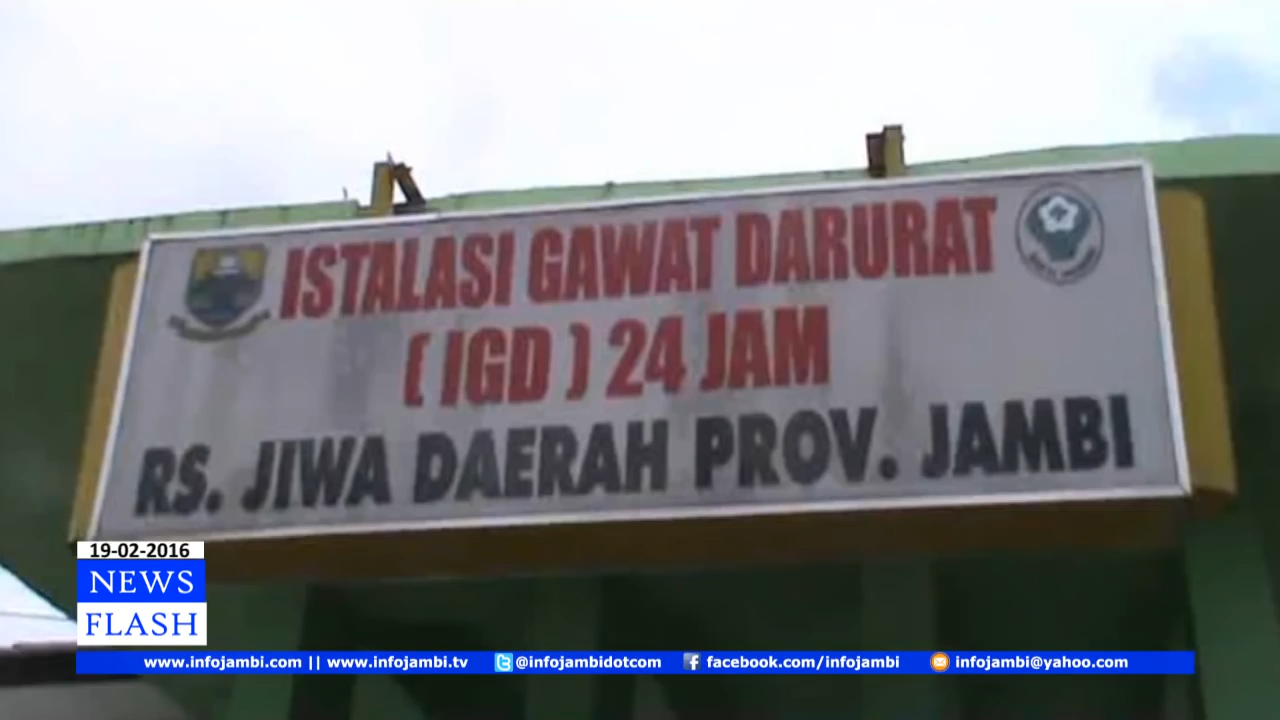 ISTALASI GAWAT DARURAT
( IGD ) 24 JAM
RS. JIWA DAERAH PROV. JAMBI
19-02-2016
NEWS
FLASH
www.infojambi.com || www.infojambi.tv @infojambidotcom facebook.com/infojambi infojambi@yahoo.com